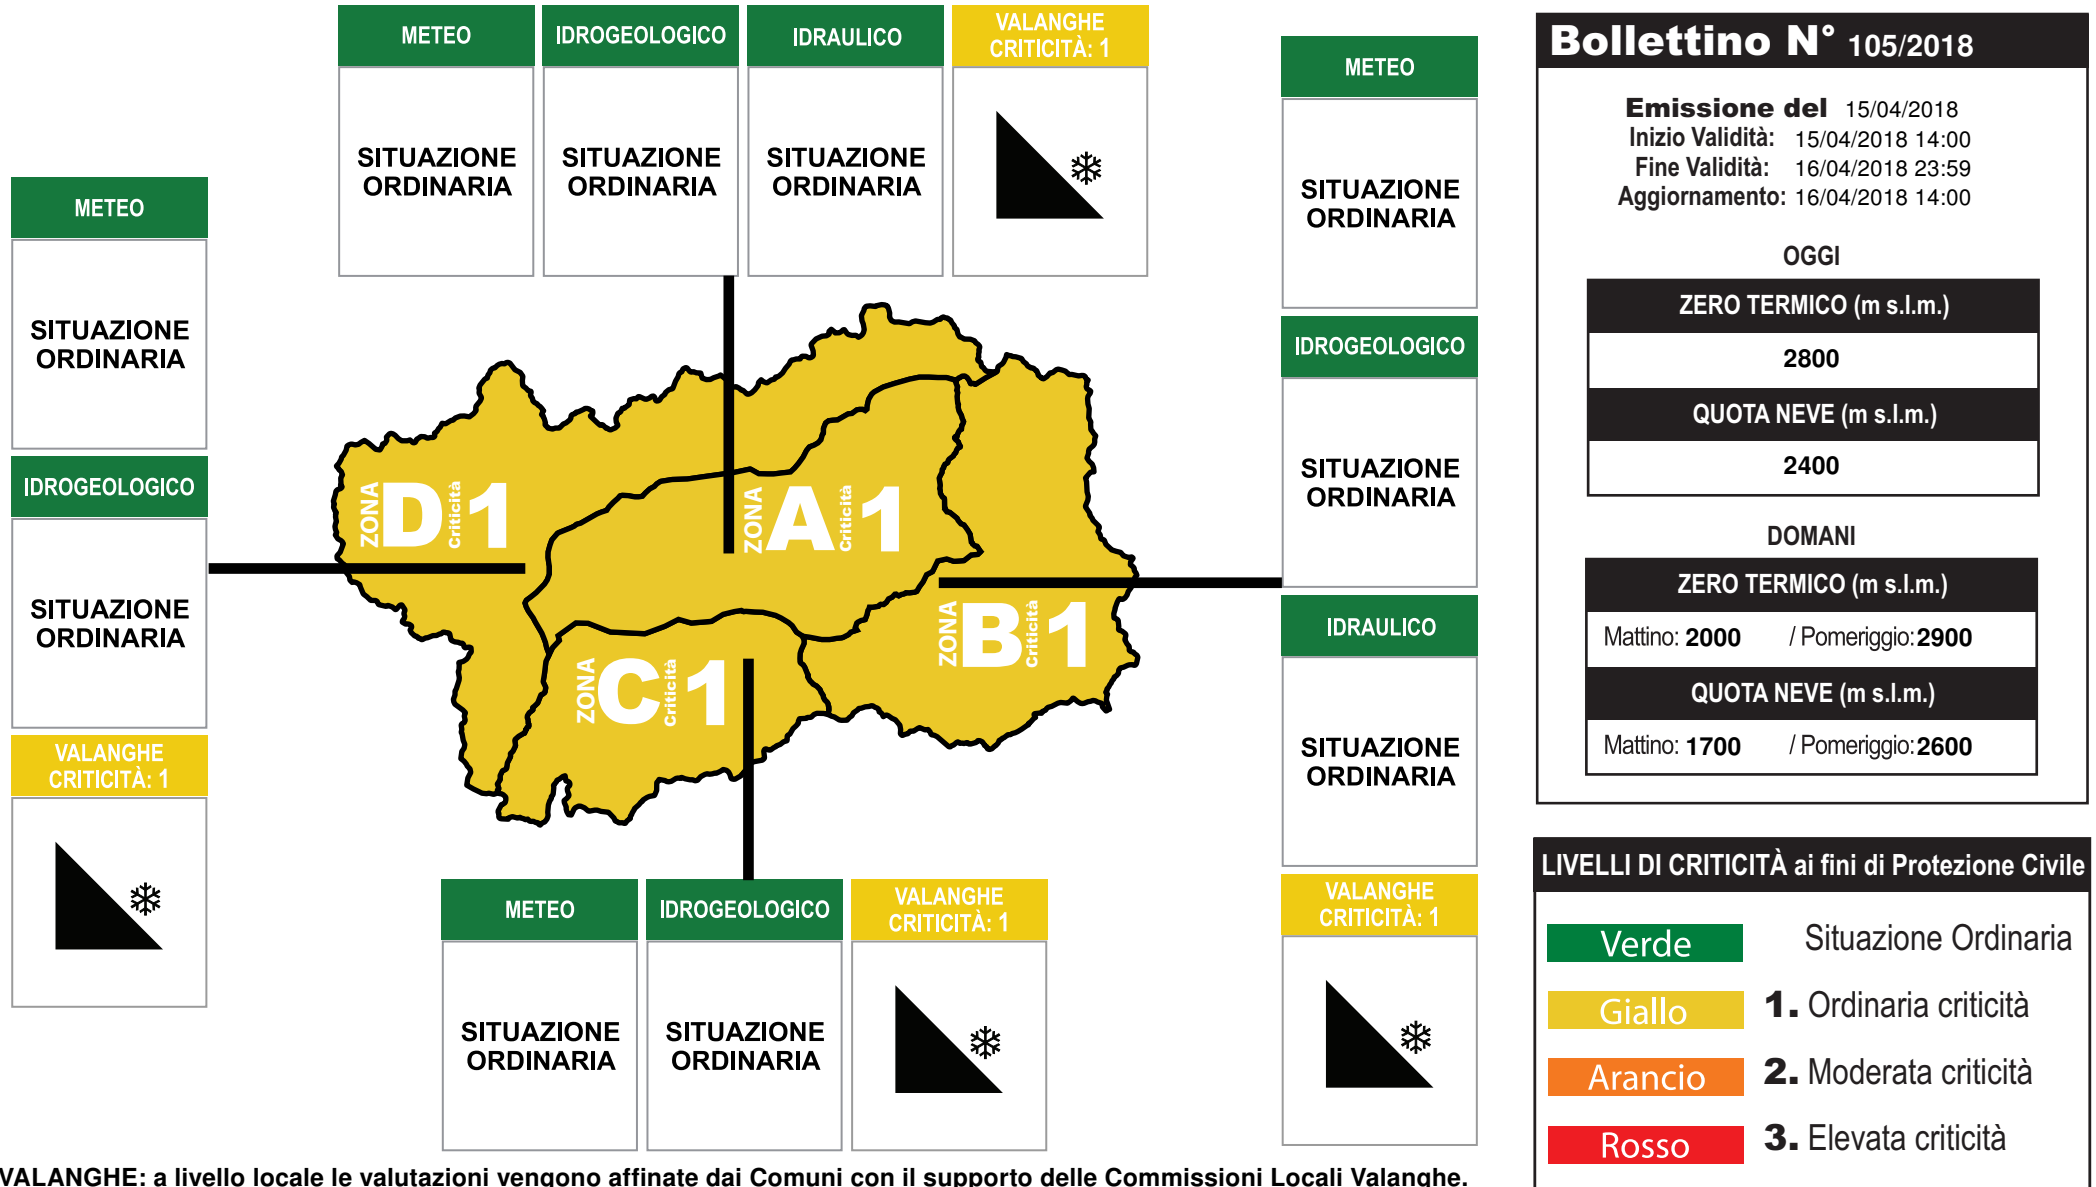 METEO
IDROGEOLOGICO
IDRAULICO
VALANGHE
CRITICITÀ: 1
SITUAZIONE
ORDINARIA
SITUAZIONE
ORDINARIA
SITUAZIONE
ORDINARIA
METEO
SITUAZIONE
ORDINARIA
IDROGEOLOGICO
SITUAZIONE
ORDINARIA
VALANGHE
CRITICITÀ: 1
ZONA D Criticità 1
ZONA A Criticità 1
ZONA B Criticità 1
ZONA C Criticità 1
METEO
SITUAZIONE
ORDINARIA
IDROGEOLOGICO
SITUAZIONE
ORDINARIA
IDRAULICO
SITUAZIONE
ORDINARIA
VALANGHE
CRITICITÀ: 1
METEO
IDROGEOLOGICO
VALANGHE
CRITICITÀ: 1
SITUAZIONE
ORDINARIA
SITUAZIONE
ORDINARIA
VALANGHE: a livello locale le valutazioni vengono affinate dai Comuni con il supporto delle Commissioni Locali Valanghe.
Bollettino N° 105/2018
Emissione del 15/04/2018
Inizio Validità: 15/04/2018 14:00
Fine Validità: 16/04/2018 23:59
Aggiornamento: 16/04/2018 14:00
OGGI
ZERO TERMICO (m s.l.m.)
2800
QUOTA NEVE (m s.l.m.)
2400
DOMANI
ZERO TERMICO (m s.l.m.)
Mattino: 2000 / Pomeriggio: 2900
QUOTA NEVE (m s.l.m.)
Mattino: 1700 / Pomeriggio: 2600
LIVELLI DI CRITICITÀ ai fini di Protezione Civile
Verde Situazione Ordinaria
Giallo 1. Ordinaria criticità
Arancio 2. Moderata criticità
Rosso 3. Elevata criticità